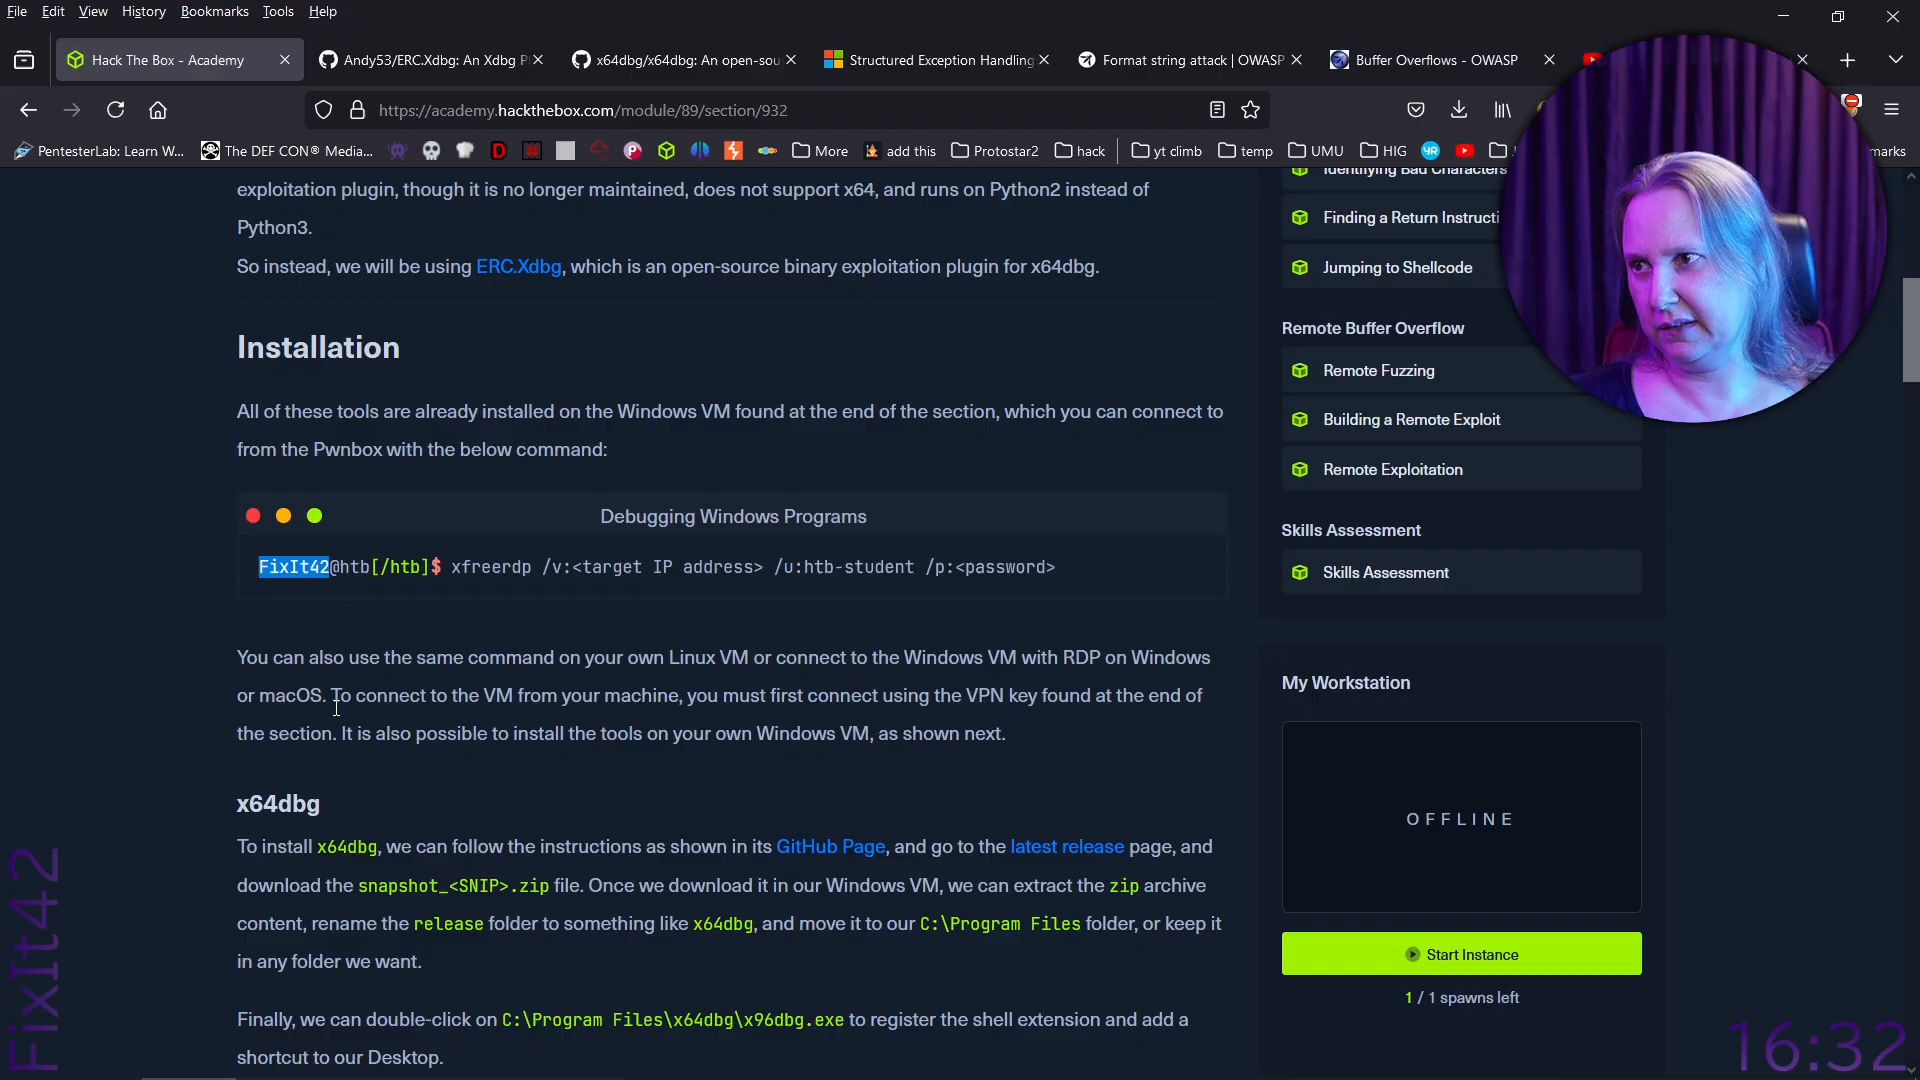 File Edit View History Bookmarks Tools Help
Hack The Box - Academy
Andy53/ERC.Xdbg: An Xdbg P
x64dbg/x64dbg: An open-sou
Structured Exception Handling
Format string attack | OWASP
Buffer Overflows - OWASP
https://academy.hackthebox.com/module/89/section/932
PentesterLab: Learn W... The DEF CON® Media... More add this Protostar2 hack yt climb temp UMU HIG
exploitation plugin, though it is no longer maintained, does not support x64, and runs on Python2 instead of
Python3.
So instead, we will be using ERC.Xdbg, which is an open-source binary exploitation plugin for x64dbg.
Installation
All of these tools are already installed on the Windows VM found at the end of the section, which you can connect to
from the Pwnbox with the below command:
Debugging Windows Programs
FixIt42@htb[/htb]$ xfreerdp /v:<target IP address> /u:htb-student /p:<password>
You can also use the same command on your own Linux VM or connect to the Windows VM with RDP on Windows
or macOS. To connect to the VM from your machine, you must first connect using the VPN key found at the end of
the section. It is also possible to install the tools on your own Windows VM, as shown next.
x64dbg
To install x64dbg, we can follow the instructions as shown in its GitHub Page, and go to the latest release page, and
download the snapshot_<SNIP>.zip file. Once we download it in our Windows VM, we can extract the zip archive
content, rename the release folder to something like x64dbg, and move it to our C:\Program Files folder, or keep it
in any folder we want.
Finally, we can double-click on C:\Program Files\x64dbg\x96dbg.exe to register the shell extension and add a
shortcut to our Desktop.
Identifying Bad Characters
Finding a Return Instructi
Jumping to Shellcode
Remote Buffer Overflow
Remote Fuzzing
Building a Remote Exploit
Remote Exploitation
Skills Assessment
Skills Assessment
My Workstation
OFFLINE
Start Instance
1 / 1 spawns left
FixIt42
16:32